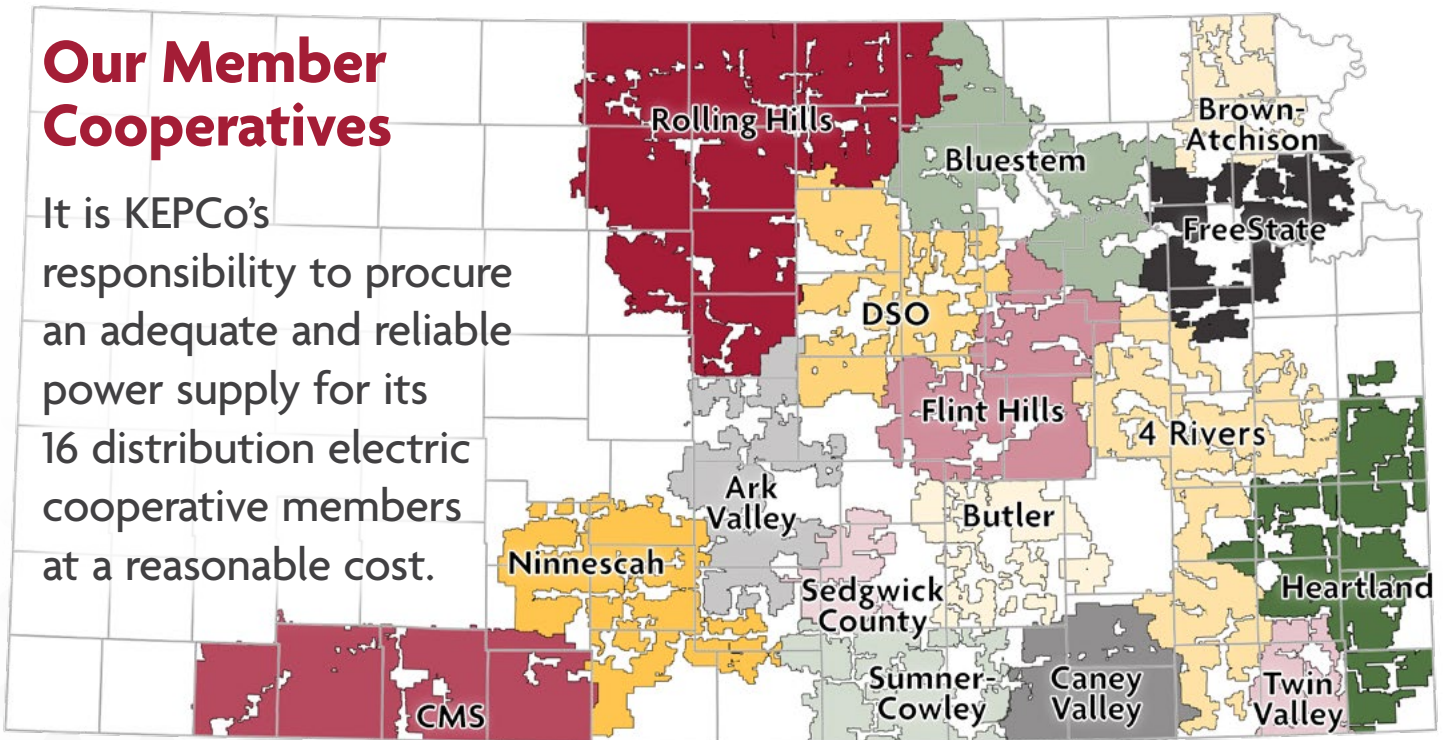 Our Member
Cooperatives
It is KEPCo’s
responsibility to procure
an adequate and reliable
power supply for its
16 distribution electric
cooperative members
at a reasonable cost.
Rolling Hills
Bluestem
Brown-
Atchison
FreeState
DSO
Flint Hills
4 Rivers
Ark
Valley
Butler
Ninnescah
Sedgwick
County
Heartland
CMS
Sumner-
Cowley
Caney
Valley
Twin
Valley